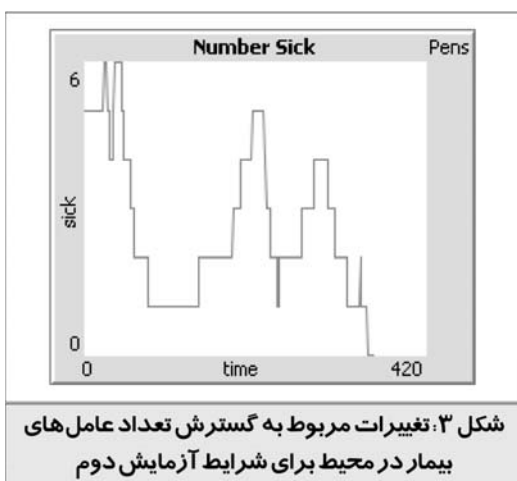 Number Sick
Pens
6
sick
0
0
time
420
شکل ۳: تغییرات مربوط به گسترش تعداد عامل‌های
بیمار در محیط برای شرایط آزمایش دوم